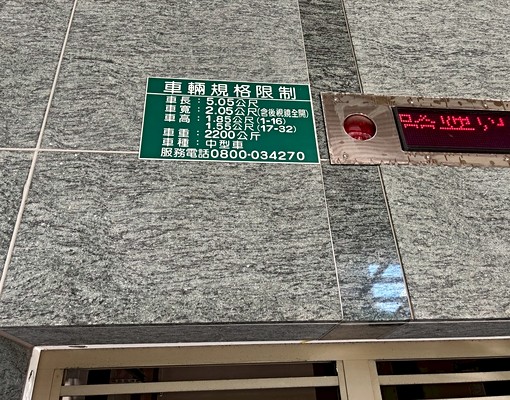 車輛規格限制
車長：5.05公尺
車寬：2.05公尺(含後視鏡全開)
車高：1.85公尺(1-16)
1.55公尺(17-32)
車重：2200公斤
車種：中型車
服務電話0800-034270